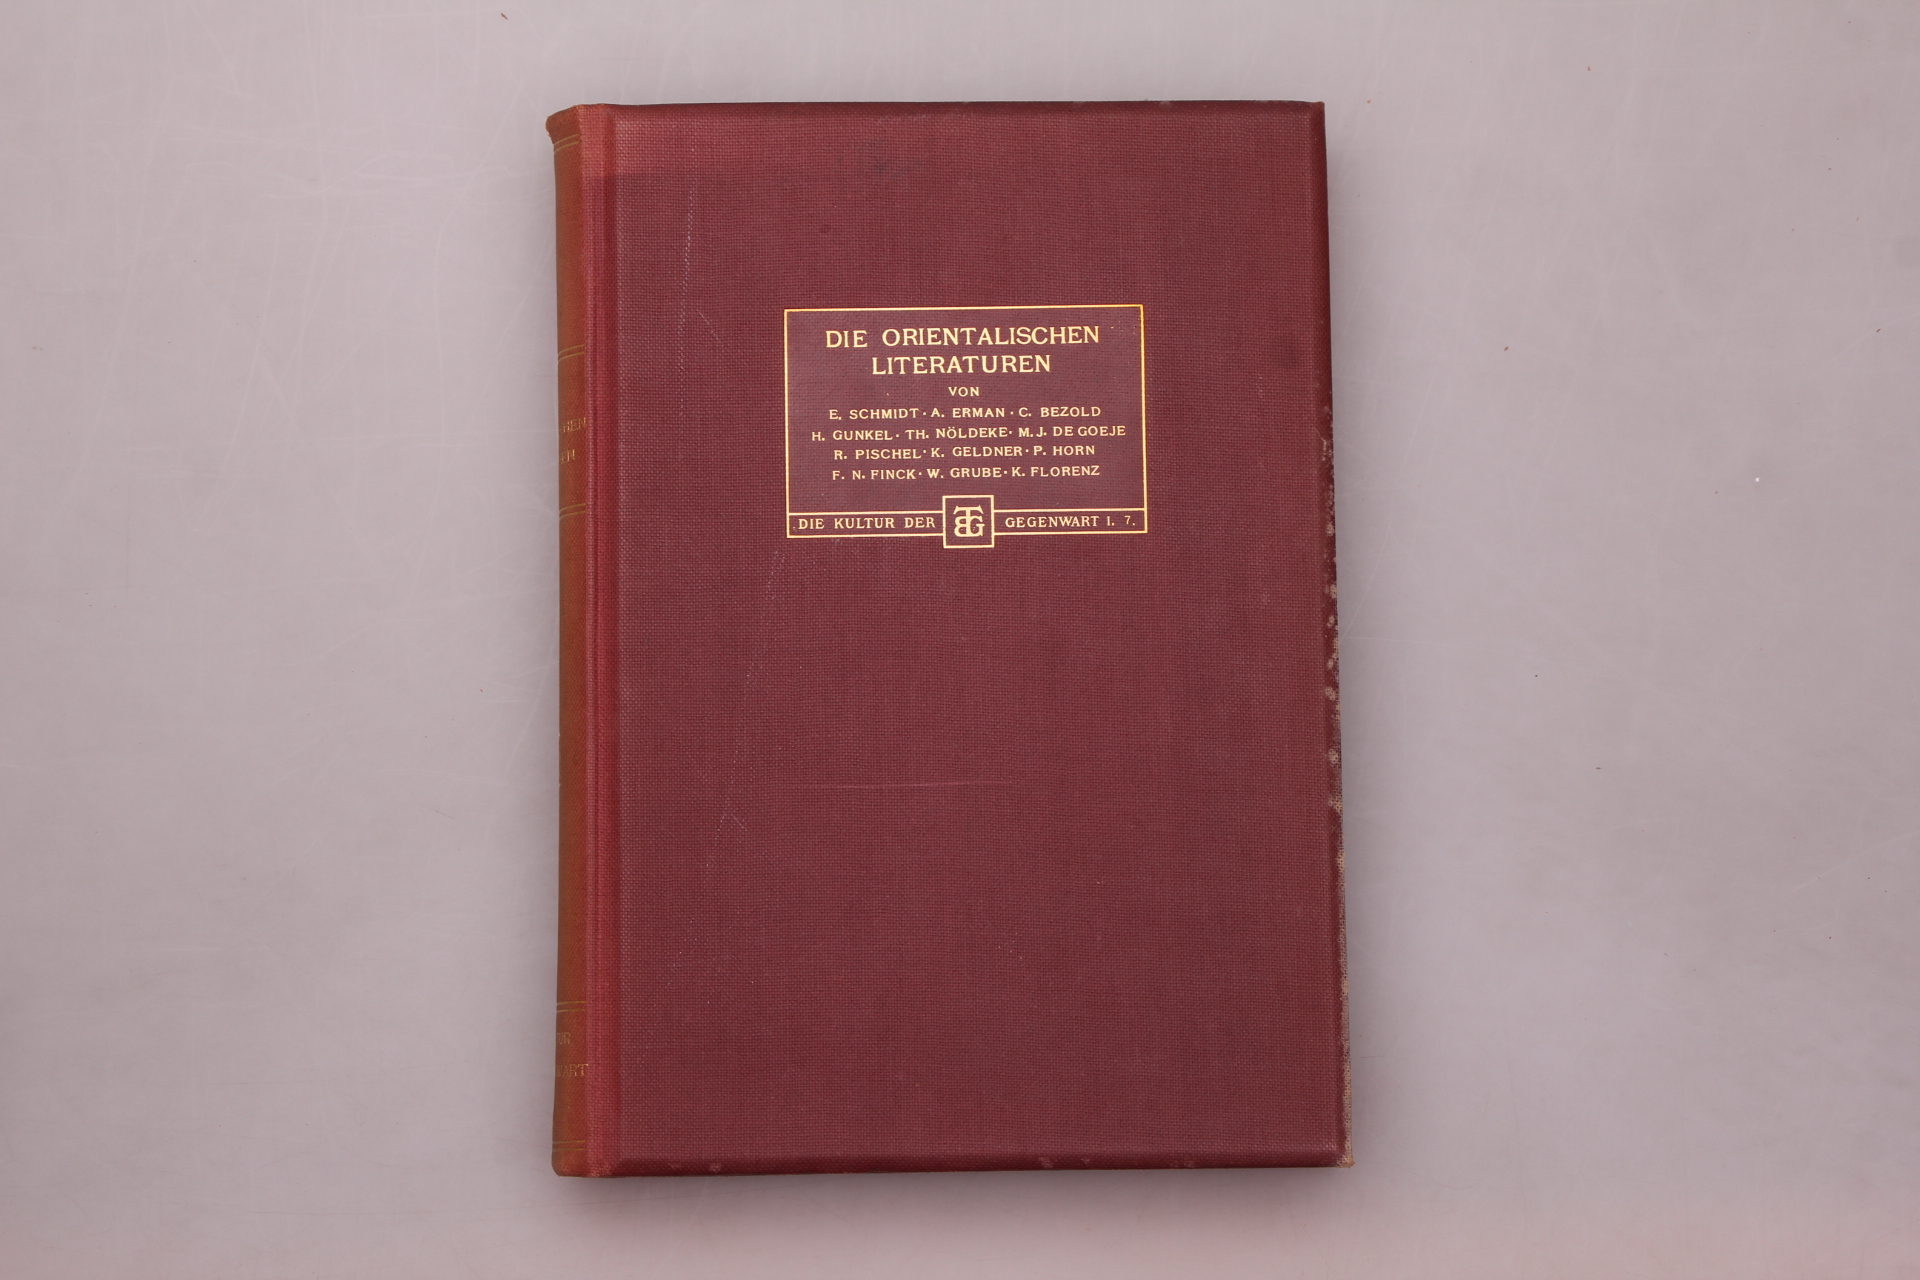 DIE ORIENTALISCHEN
LITERATUREN
VON
E. SCHMIDT · A. ERMAN · C. BEZOLD
H. GUNKEL · TH. NÖLDEKE · M. J. DE GOEJE
R. PISCHEL · K. GELDNER · P. HORN
F. N. FINCK · W. GRUBE · K. FLORENZ
DIE KULTUR DER BTG GEGENWART I. 7.